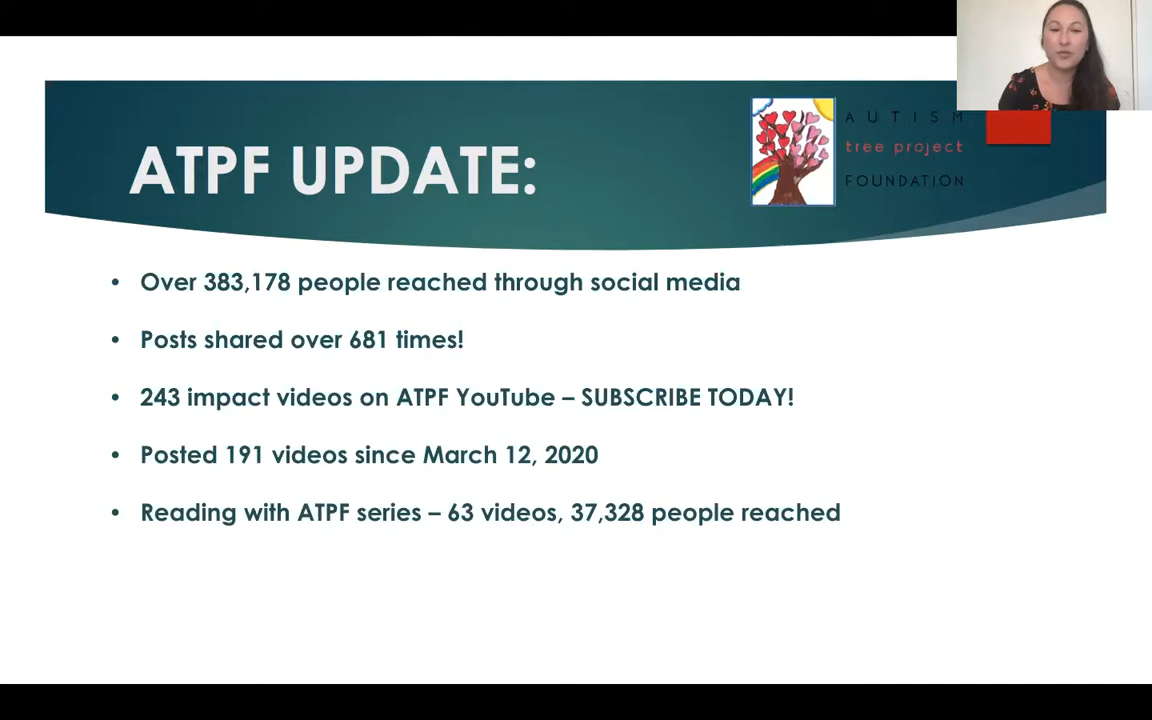 ATPF UPDATE:
AUTISM
tree project
FOUNDATION
• Over 383,178 people reached through social media
• Posts shared over 681 times!
• 243 impact videos on ATPF YouTube – SUBSCRIBE TODAY!
• Posted 191 videos since March 12, 2020
• Reading with ATPF series – 63 videos, 37,328 people reached